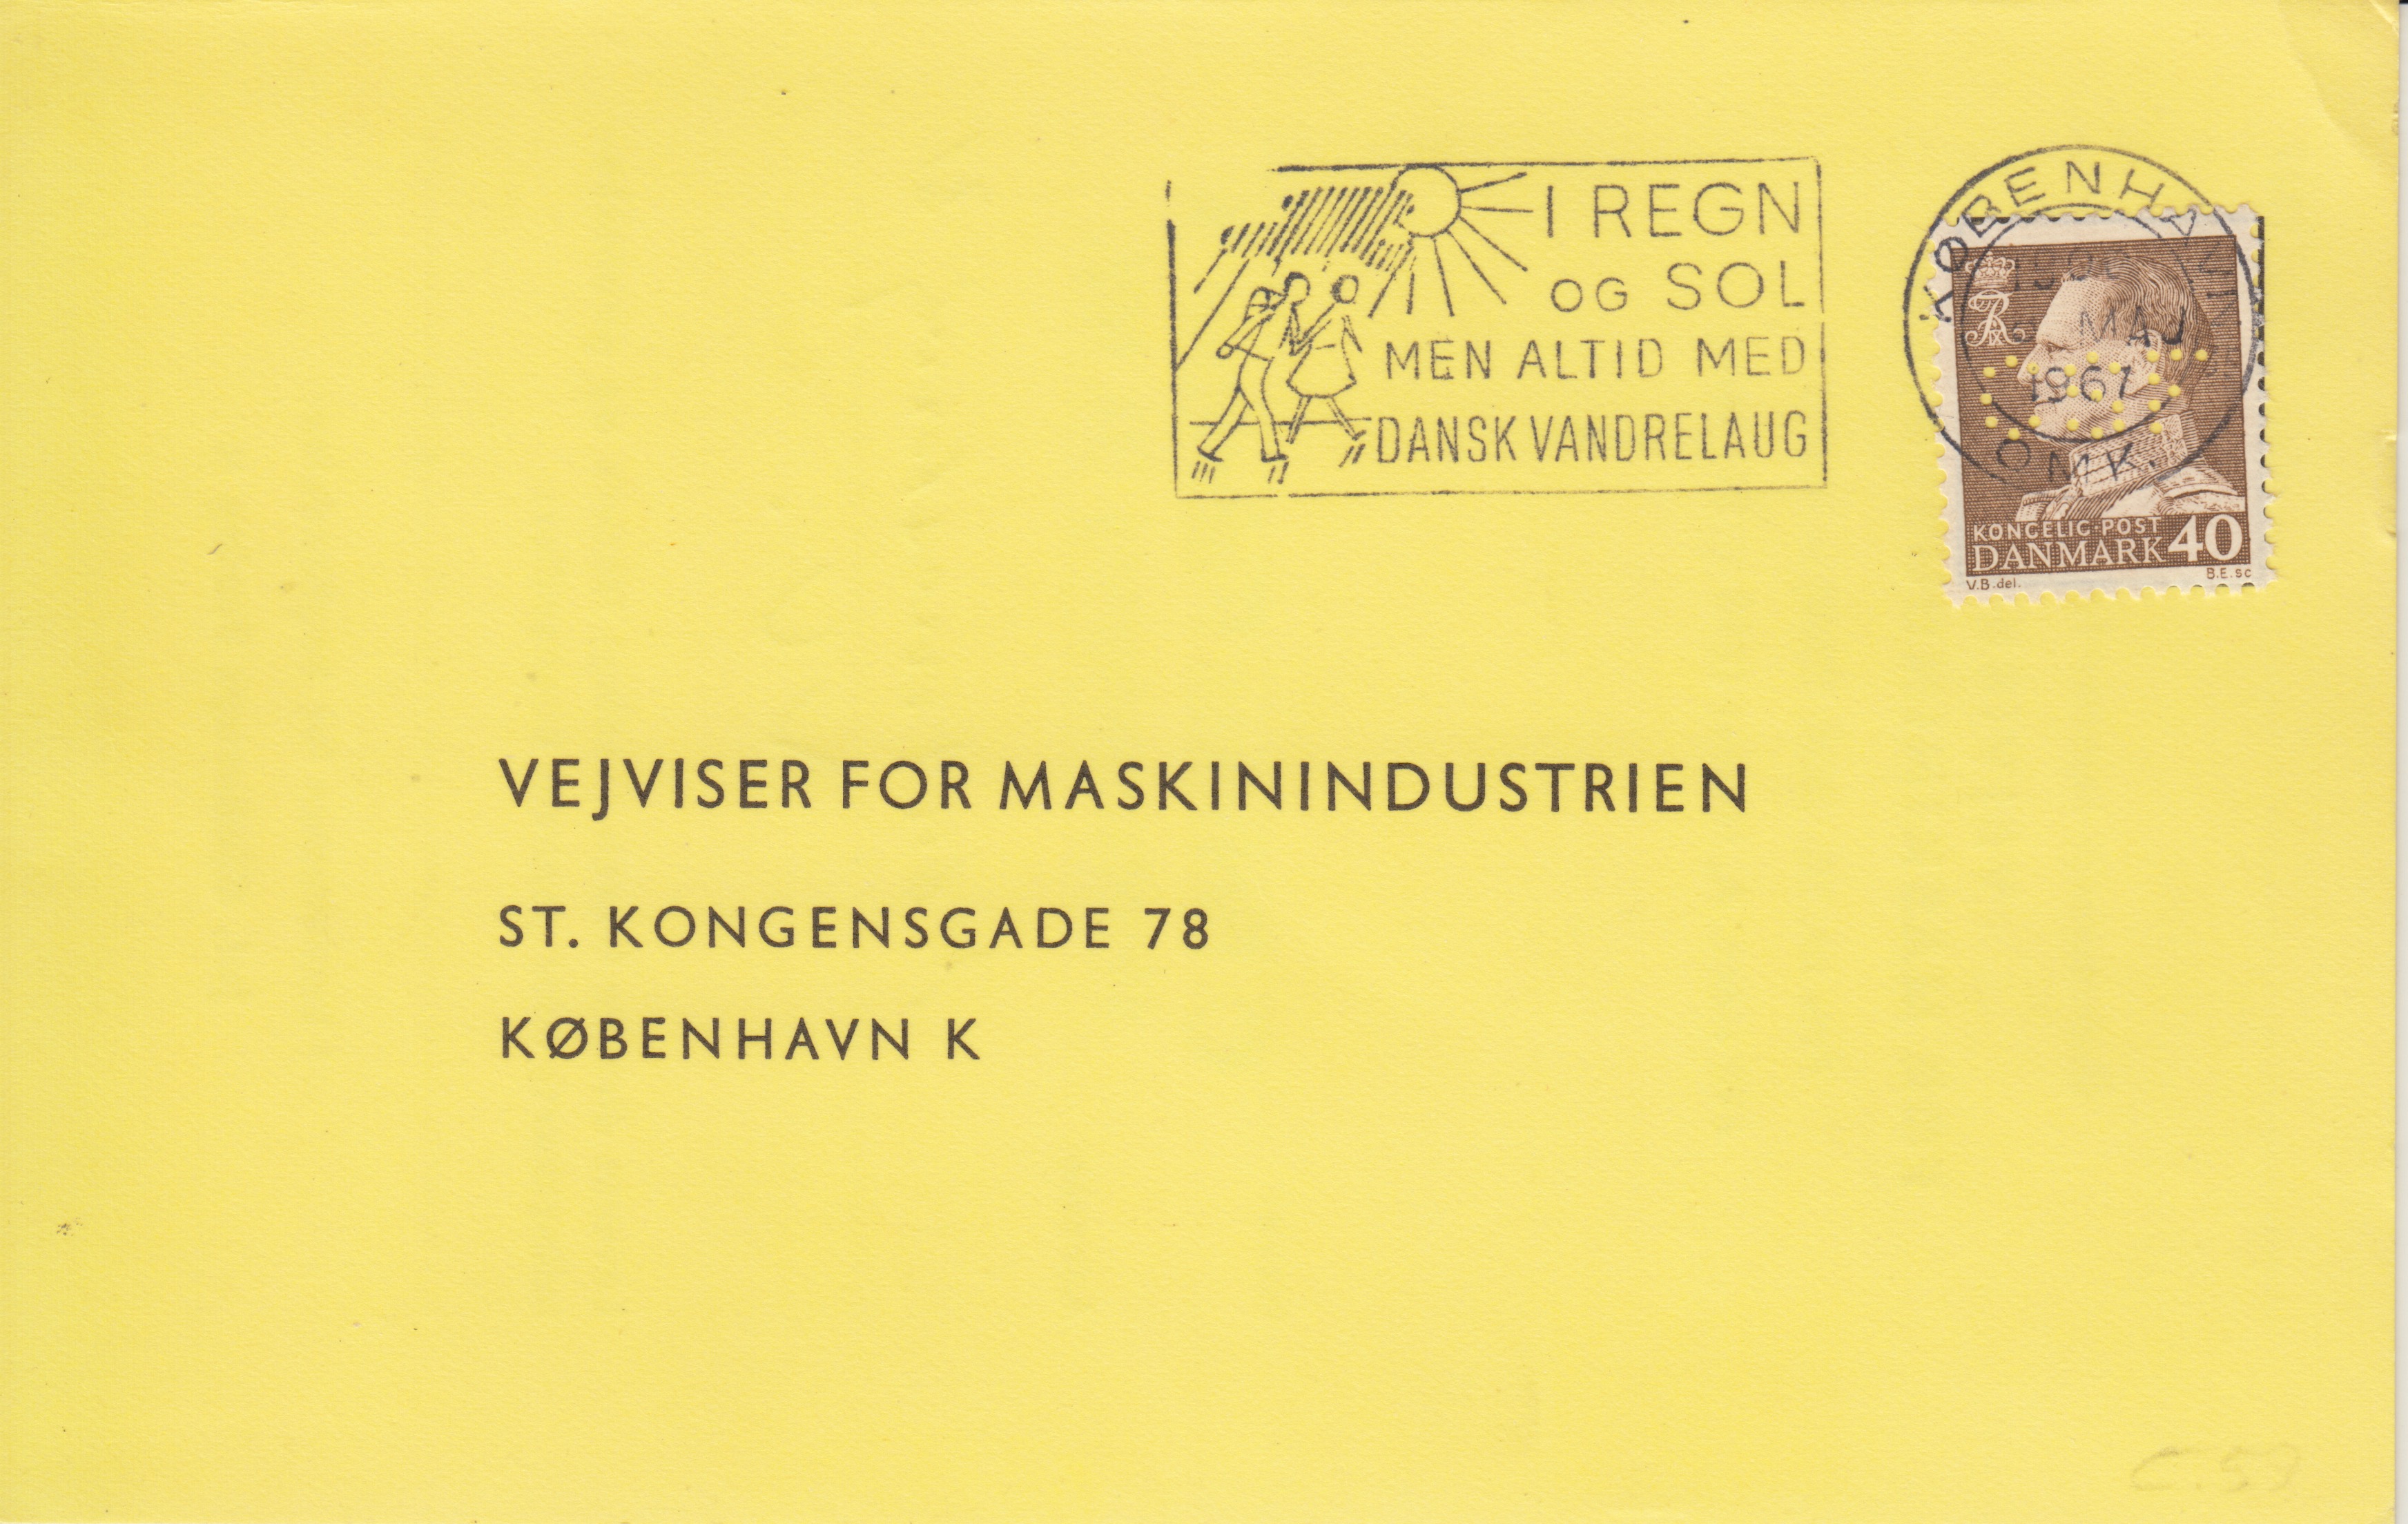 I REGN
OG SOL
MEN ALTID MED
DANSK VANDRELAUG
KØBENHAVN
MAJ
1967
OMK.
KONGELIG POST
DANMARK 40
V.B. del.
B.E. sc
VEJVISER FOR MASKININDUSTRIEN
ST. KONGENSGADE 78
KØBENHAVN K